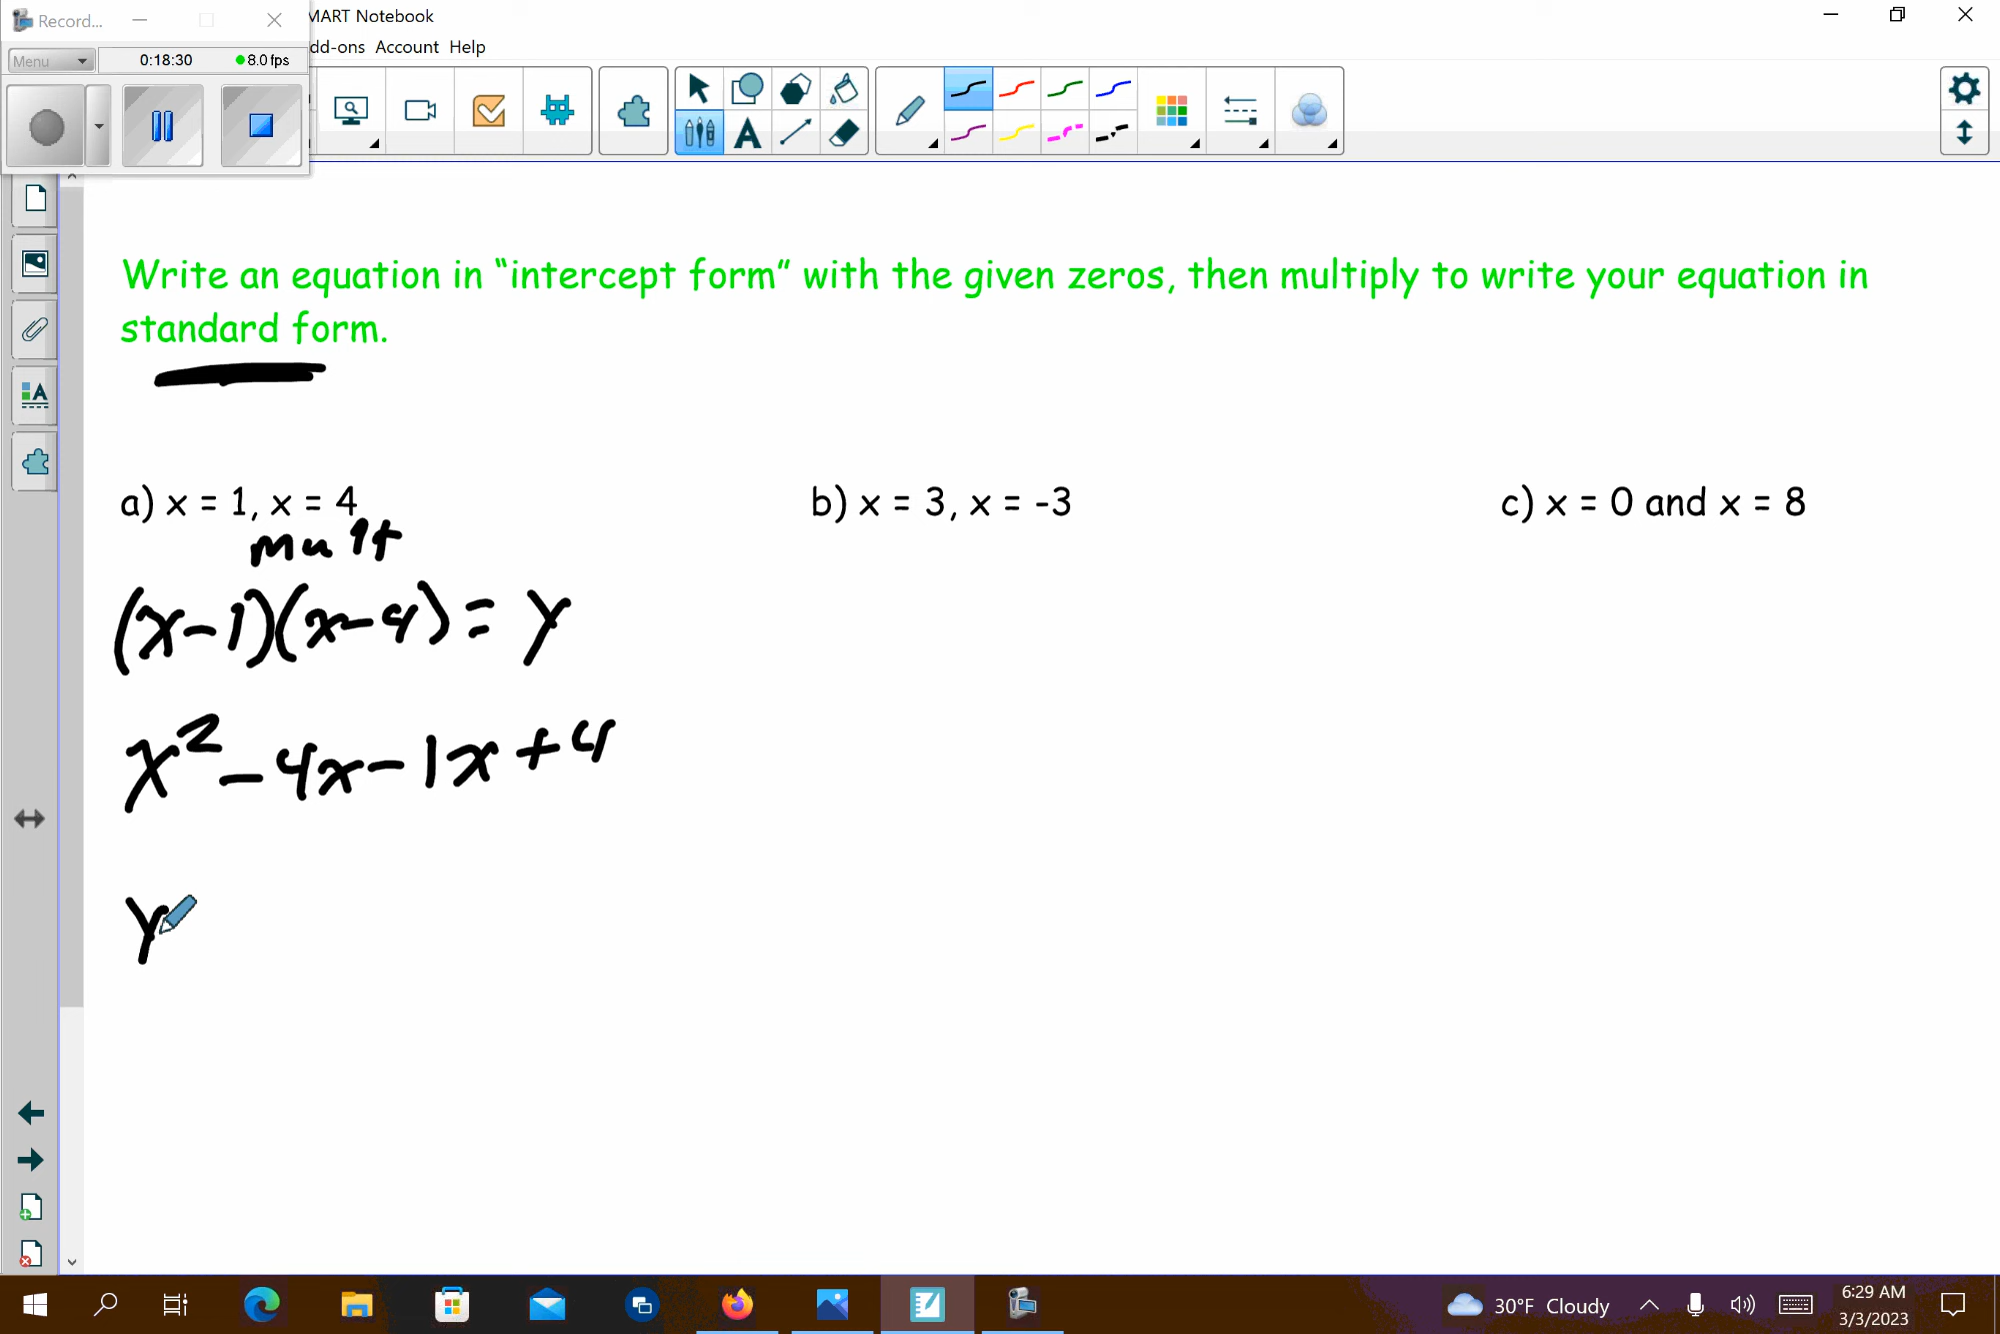 Record...
MART Notebook
dd-ons Account Help
Menu 0:18:30 8.0 fps
Write an equation in “intercept form” with the given zeros, then multiply to write your equation in
standard form.
a) x = 1, x = 4
b) x = 3, x = -3
c) x = 0 and x = 8
mult
(x-1)(x-4) = y
x² - 4x - 1x + 4
y
30°F Cloudy
6:29 AM
3/3/2023